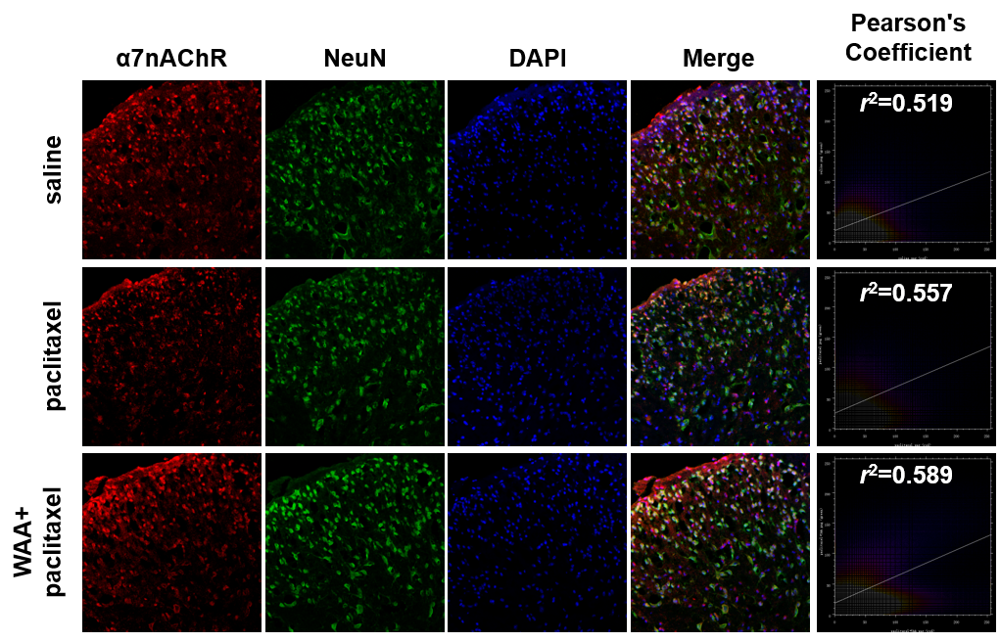 Pearson's
Coefficient
α7nAChR NeuN DAPI Merge
saline
r²=0.519
paclitaxel
r²=0.557
WAA+
paclitaxel
r²=0.589